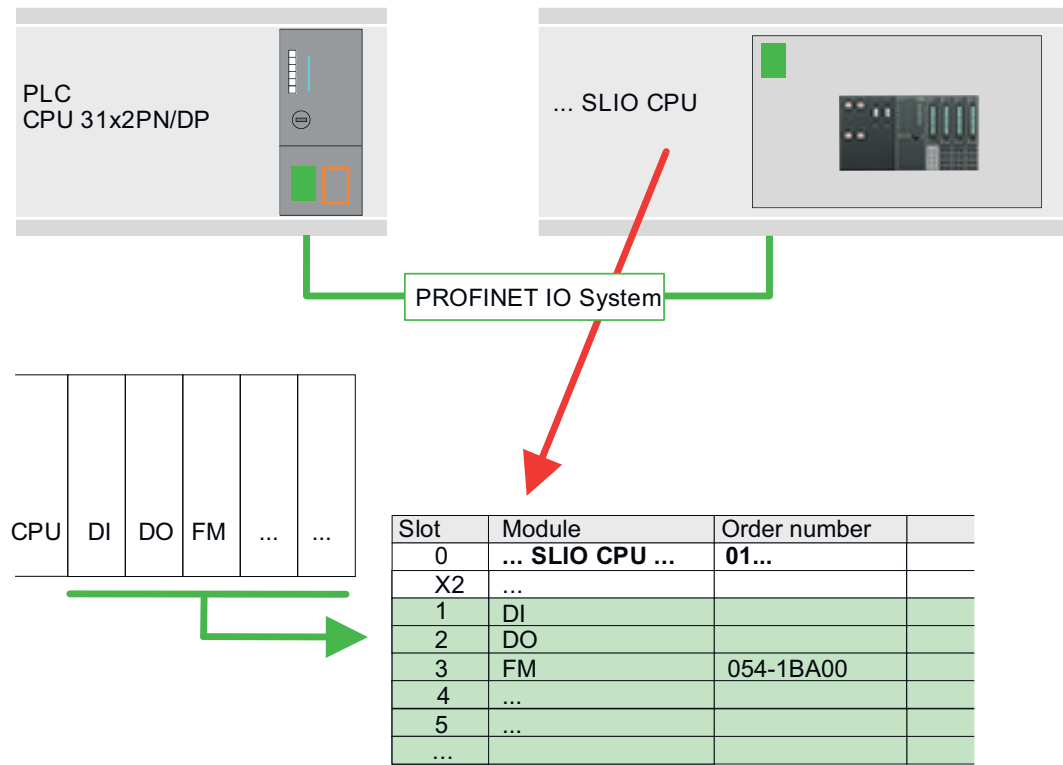 PLC
CPU 31x2PN/DP
... SLIO CPU
PROFINET IO System
CPU DI DO FM ... ...
Slot Module Order number
0 ... SLIO CPU ... 01...
X2 ...
1 DI
2 DO
3 FM 054-1BA00
4 ...
5 ...
...